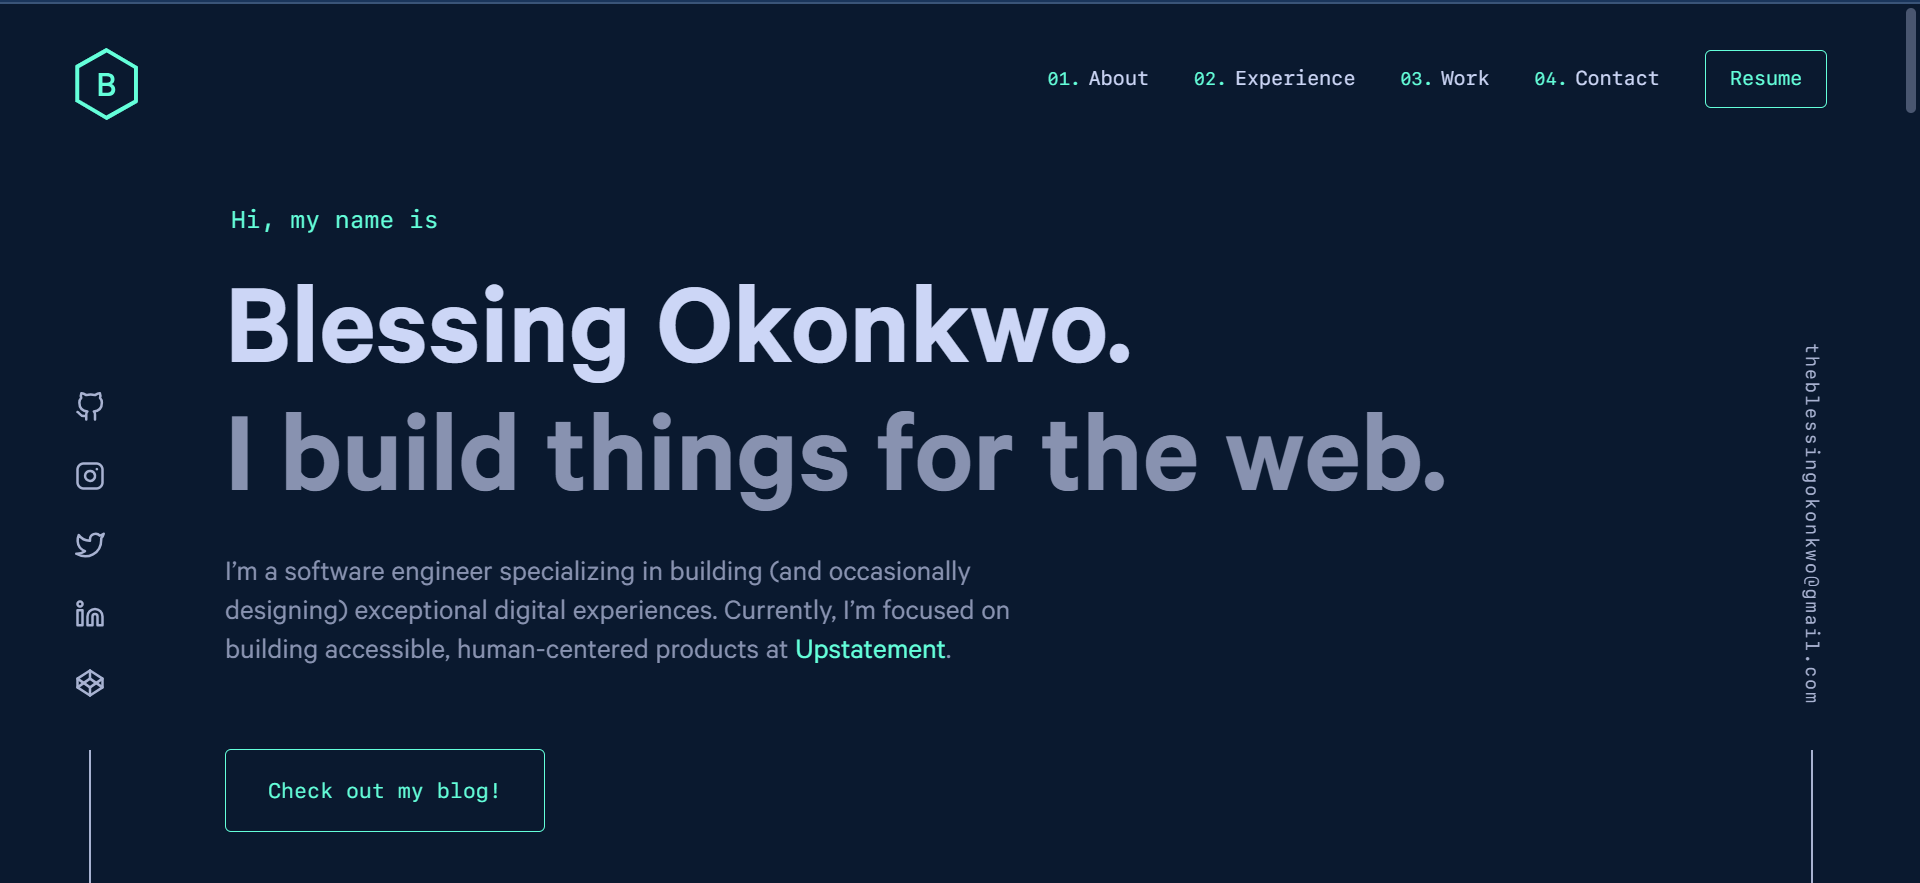 B
01. About 02. Experience 03. Work 04. Contact Resume
Hi, my name is
Blessing Okonkwo.
I build things for the web.
I’m a software engineer specializing in building (and occasionally
designing) exceptional digital experiences. Currently, I’m focused on
building accessible, human-centered products at Upstatement.
Check out my blog!
theblessingokonkwo@gmail.com